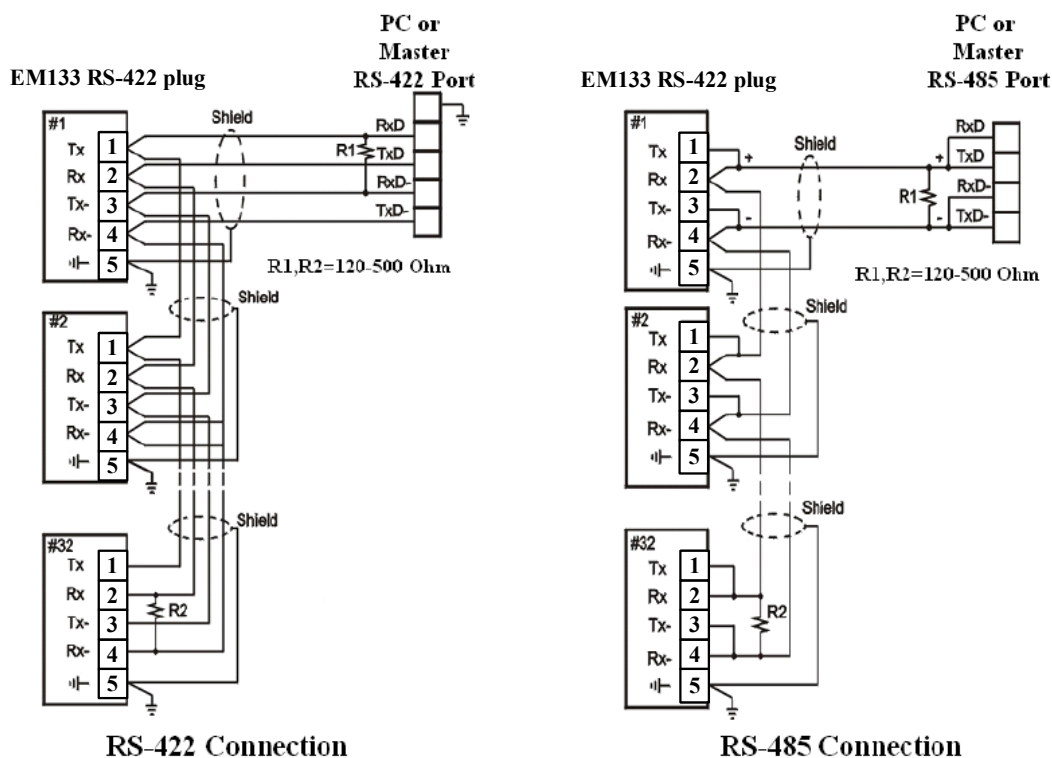 PC or
Master
RS-422 Port
EM133 RS-422 plug
#1
Tx 1
Rx 2
Tx- 3
Rx- 4
5
Shield
R1
RxD
TxD
RxD-
TxD-
R1,R2=120-500 Ohm
Shield
#2
Tx 1
Rx 2
Tx- 3
Rx- 4
5
Shield
#32
Tx 1
Rx 2
Tx- 3
Rx- 4
5
R2
RS-422 Connection
PC or
Master
RS-485 Port
EM133 RS-422 plug
#1
Tx 1
Rx 2
Tx- 3
Rx- 4
5
+
-
Shield
R1
+
-
RxD
TxD
RxD-
TxD-
R1,R2=120-500 Ohm
Shield
#2
Tx 1
Rx 2
Tx- 3
Rx- 4
5
Shield
#32
Tx 1
Rx 2
Tx- 3
Rx- 4
5
R2
RS-485 Connection